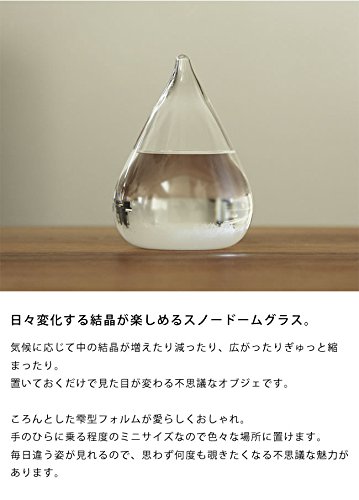 日々変化する結晶が楽しめるスノードームグラス。
気候に応じて中の結晶が増えたり減ったり、広がったりぎゅっと縮
まったり。
置いておくだけで見た目が変わる不思議なオブジェです。
ころんとした雫型フォルムが愛らしくおしゃれ。
手のひらに乗る程度のミニサイズなので色々な場所に置けます。
毎日違う姿が見れるので、思わず何度も覗きたくなる不思議な魅力が
あります。